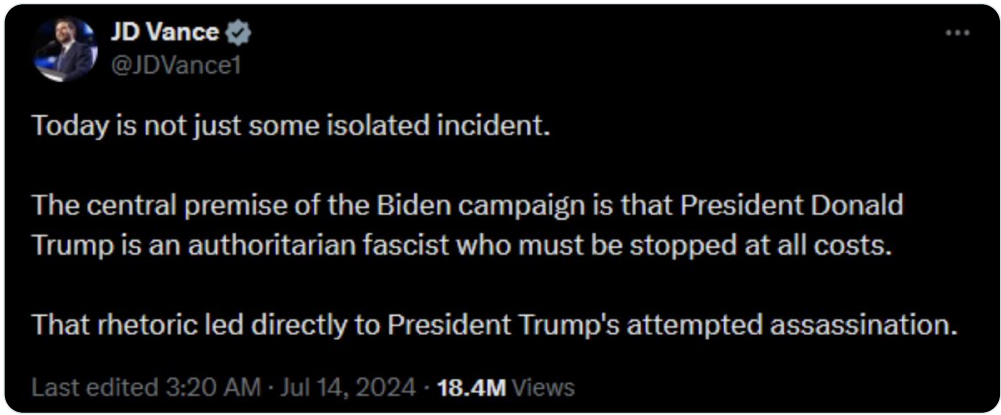 JD Vance
@JDVance1
Today is not just some isolated incident.
The central premise of the Biden campaign is that President Donald
Trump is an authoritarian fascist who must be stopped at all costs.
That rhetoric led directly to President Trump's attempted assassination.
Last edited 3:20 AM · Jul 14, 2024 · 18.4M Views